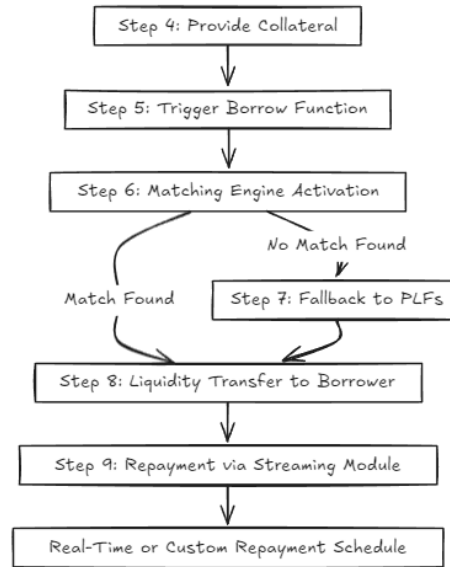 Step 4: Provide Collateral
Step 5: Trigger Borrow Function
Step 6: Matching Engine Activation
No Match Found
Match Found
Step 7: Fallback to PLFs
Step 8: Liquidity Transfer to Borrower
Step 9: Repayment via Streaming Module
Real-Time or Custom Repayment Schedule